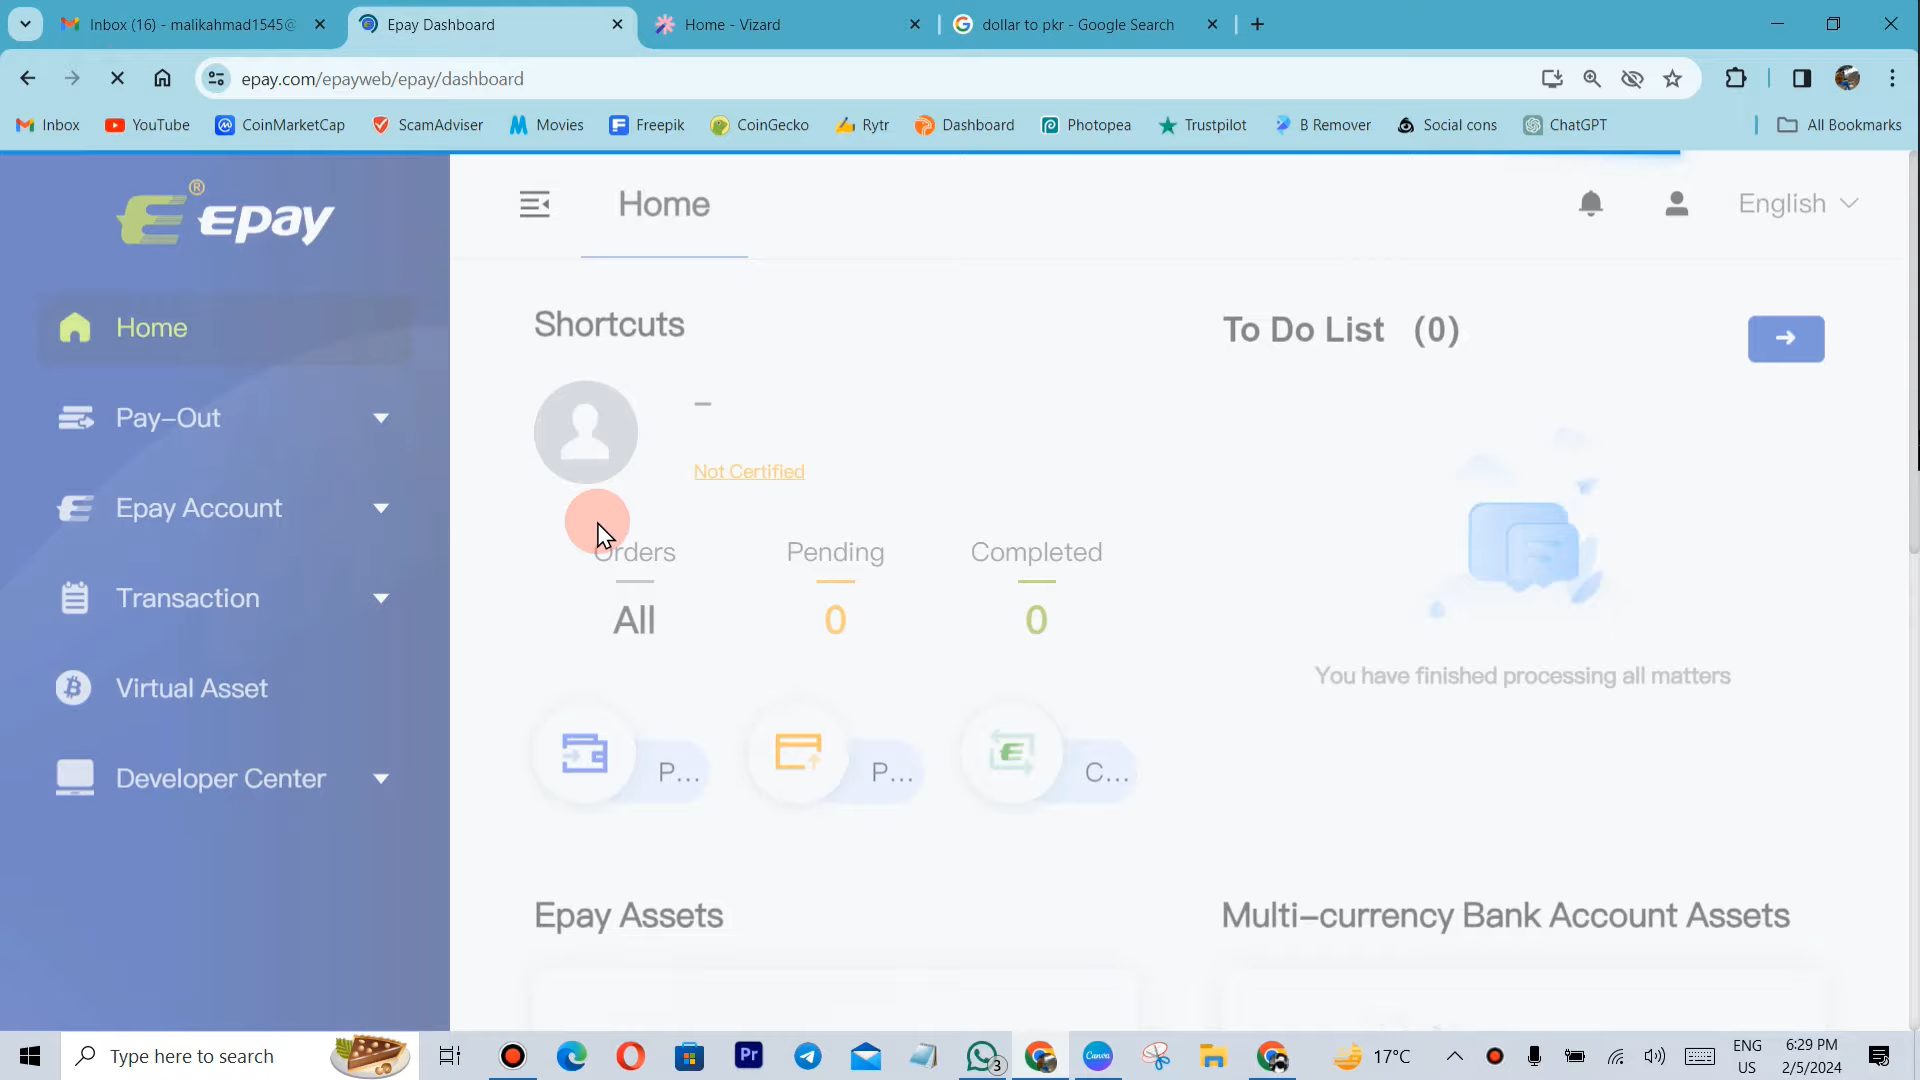 Inbox (16) - malikahmad1545@
Epay Dashboard
Home - Vizard
dollar to pkr - Google Search
epay.com/epayweb/epay/dashboard
Inbox
YouTube
CoinMarketCap
ScamAdviser
Movies
Freepik
CoinGecko
Rytr
Dashboard
Photopea
Trustpilot
B Remover
Social cons
ChatGPT
All Bookmarks
Epay ®
Home
English
Home
Pay-Out
Epay Account
Transaction
Virtual Asset
Developer Center
Shortcuts
To Do List (0)
–
Not Certified
Orders
Pending
Completed
All
0
0
You have finished processing all matters
P...
P...
C...
Epay Assets
Multi-currency Bank Account Assets
Type here to search
Pr
3
Canva
17°C
ENG
US
6:29 PM
2/5/2024